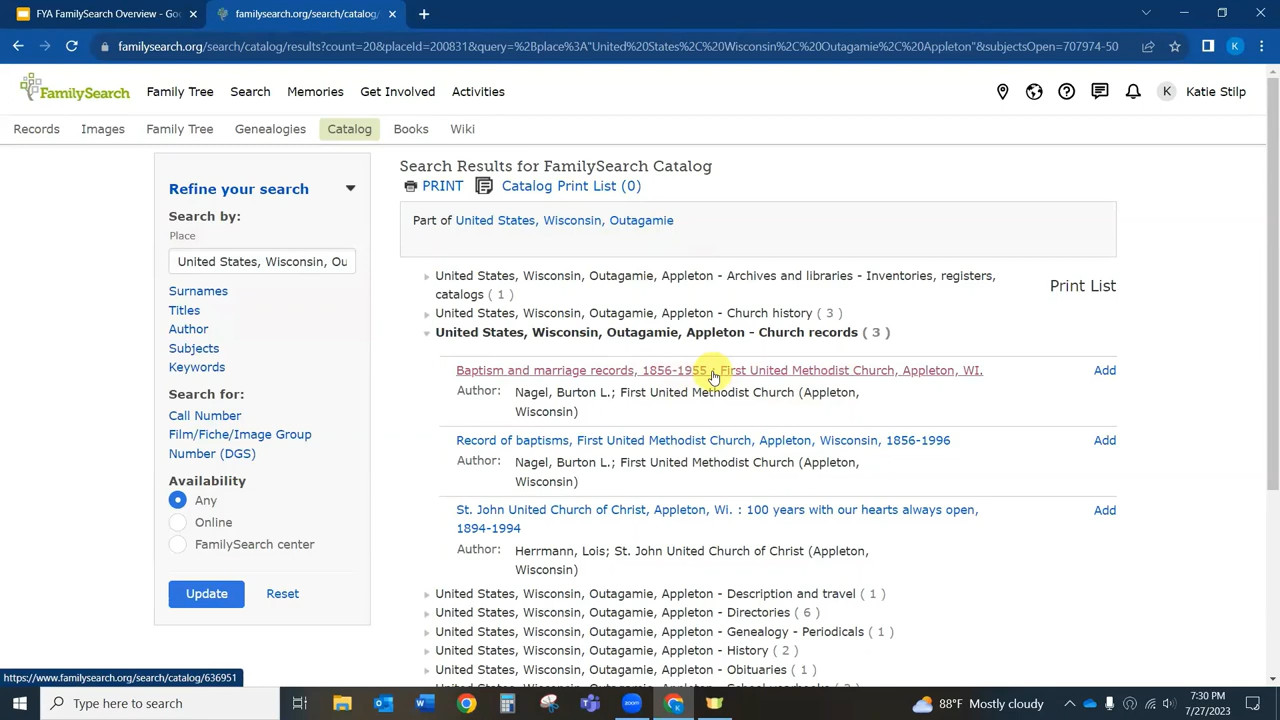 FYA FamilySearch Overview - Goo
familysearch.org/search/catalog/
familysearch.org/search/catalog/results?count=20&placeId=200831&query=%2Bplace%3A"United%20States%2C%20Wisconsin%2C%20Outagamie%2C%20Appleton"&subjectsOpen=707974-50
K
FamilySearch
Family Tree Search Memories Get Involved Activities
K Katie Stilp
Records Images Family Tree Genealogies Catalog Books Wiki
Refine your search
Search by:
Place
United States, Wisconsin, Ou
Surnames
Titles
Author
Subjects
Keywords
Search for:
Call Number
Film/Fiche/Image Group
Number (DGS)
Availability
Any
Online
FamilySearch center
Update Reset
Search Results for FamilySearch Catalog
PRINT Catalog Print List (0)
Part of United States, Wisconsin, Outagamie
United States, Wisconsin, Outagamie, Appleton - Archives and libraries - Inventories, registers,
catalogs ( 1 )
Print List
United States, Wisconsin, Outagamie, Appleton - Church history ( 3 )
United States, Wisconsin, Outagamie, Appleton - Church records ( 3 )
Baptism and marriage records, 1856-1955 : First United Methodist Church, Appleton, WI. Add
Author: Nagel, Burton L.; First United Methodist Church (Appleton,
Wisconsin)
Record of baptisms, First United Methodist Church, Appleton, Wisconsin, 1856-1996 Add
Author: Nagel, Burton L.; First United Methodist Church (Appleton,
Wisconsin)
St. John United Church of Christ, Appleton, Wi. : 100 years with our hearts always open, Add
1894-1994
Author: Herrmann, Lois; St. John United Church of Christ (Appleton,
Wisconsin)
United States, Wisconsin, Outagamie, Appleton - Description and travel ( 1 )
United States, Wisconsin, Outagamie, Appleton - Directories ( 6 )
United States, Wisconsin, Outagamie, Appleton - Genealogy - Periodicals ( 1 )
United States, Wisconsin, Outagamie, Appleton - History ( 2 )
United States, Wisconsin, Outagamie, Appleton - Obituaries ( 1 )
https://www.familysearch.org/search/catalog/636951
Type here to search
88°F Mostly cloudy
7:30 PM
7/27/2023